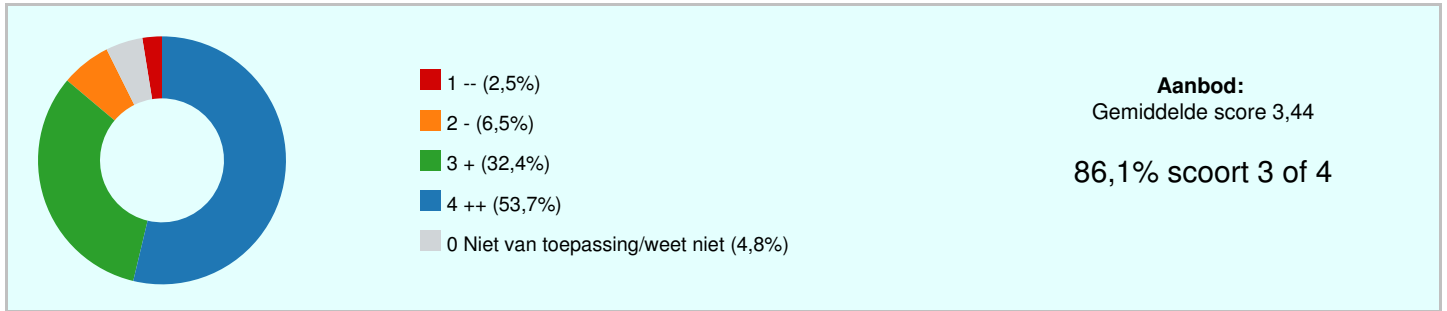 1 -- (2,5%)
2 - (6,5%)
3 + (32,4%)
4 ++ (53,7%)
0 Niet van toepassing/weet niet (4,8%)
Aanbod:
Gemiddelde score 3,44
86,1% scoort 3 of 4